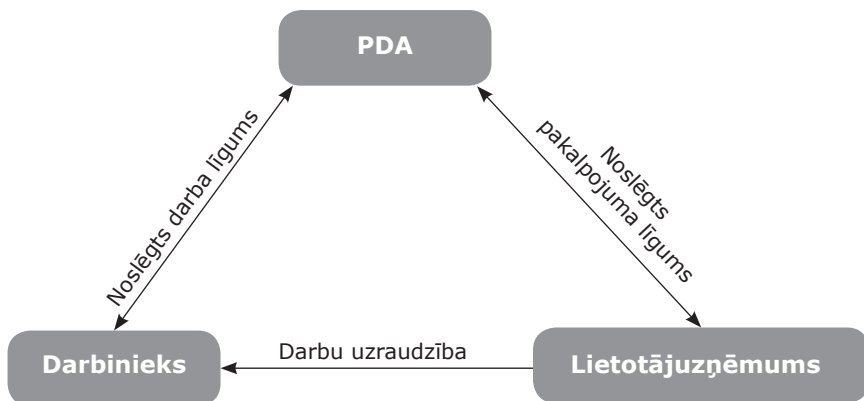 PDA
Noslēgts darba līgums
Noslēgts
pakalpojuma līgums
Darbinieks
Darbu uzraudzība
Lietotājuzņēmums